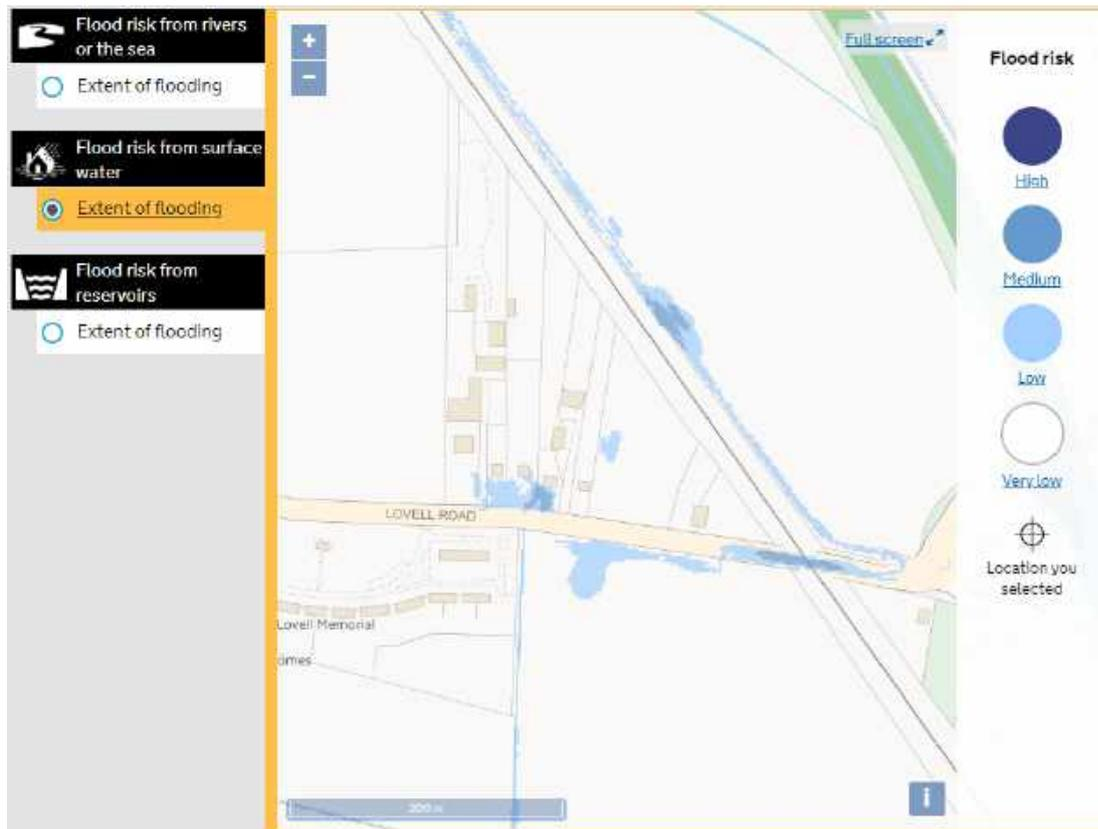 Flood risk from rivers
or the sea
Extent of flooding
Flood risk from surface
water
Extent of flooding
Flood risk from
reservoirs
Extent of flooding
+
−
Full screen
LOVELL ROAD
Lovell Memorial
omes
200 m
i
Flood risk
High
Medium
Low
Very low
Location you
selected